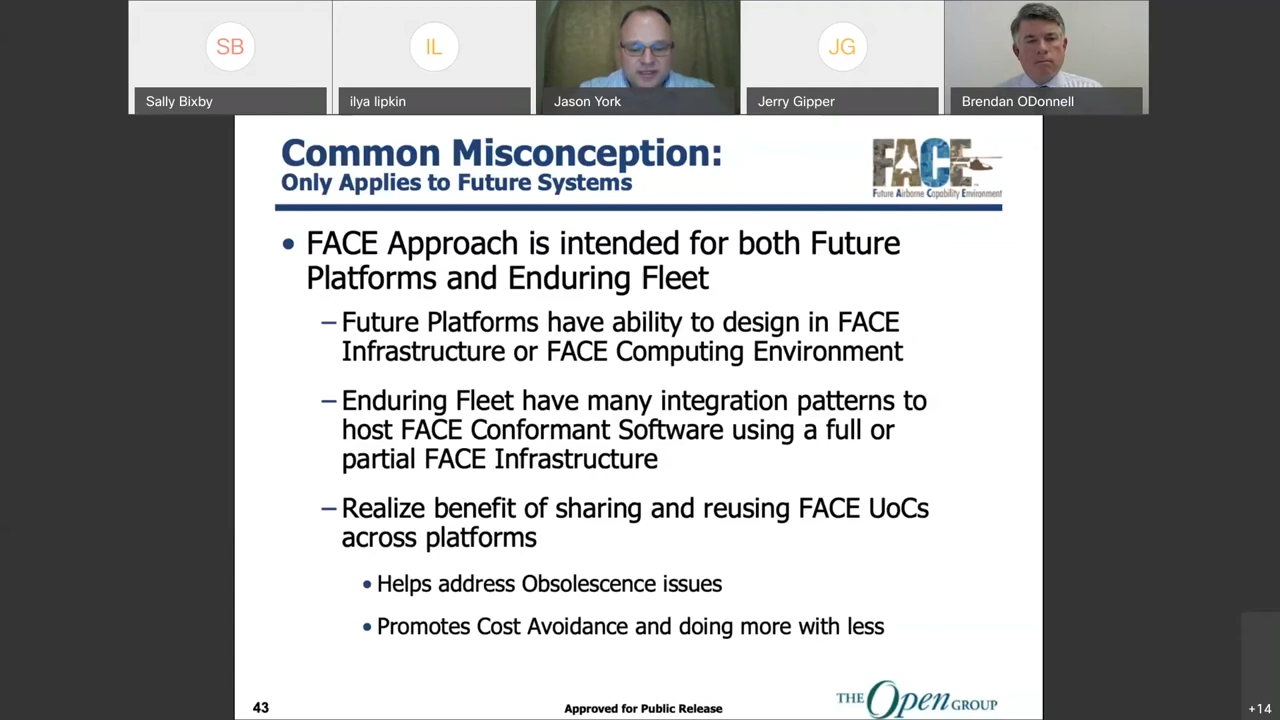 SB
IL
JG
Sally Bixby
ilya lipkin
Jason York
Jerry Gipper
Brendan ODonnell
Common Misconception:
Only Applies to Future Systems
FACE
Future Airborne Capability Environment
• FACE Approach is intended for both Future
Platforms and Enduring Fleet
– Future Platforms have ability to design in FACE
Infrastructure or FACE Computing Environment
– Enduring Fleet have many integration patterns to
host FACE Conformant Software using a full or
partial FACE Infrastructure
– Realize benefit of sharing and reusing FACE UoCs
across platforms
• Helps address Obsolescence issues
• Promotes Cost Avoidance and doing more with less
43
Approved for Public Release
THE Open GROUP
+14